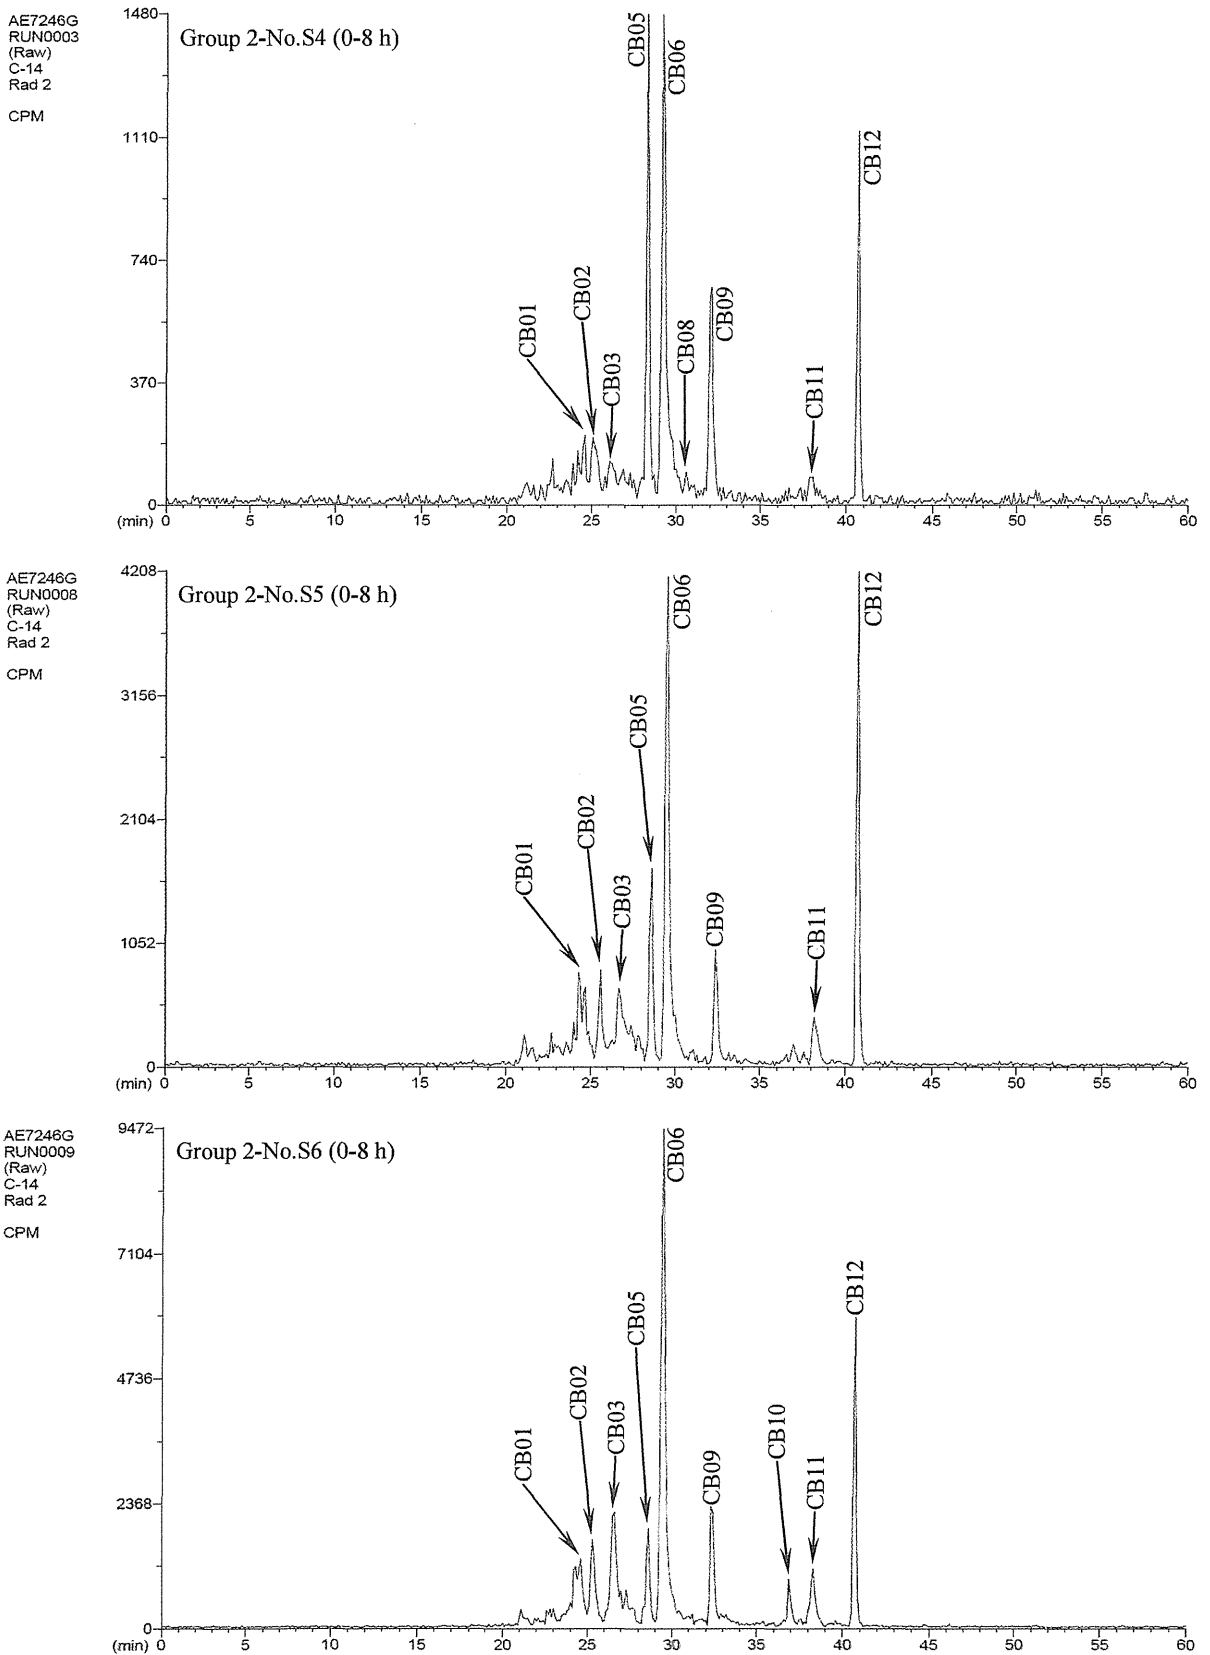 AE7246G
RUN0003
(Raw)
C-14
Rad 2
CPM
Group 2-No.S4 (0-8 h)
1480
1110
740
370
0
CB01
CB02
CB03
CB05
CB06
CB08
CB09
CB11
CB12
(min) 0 5 10 15 20 25 30 35 40 45 50 55 60
AE7246G
RUN0008
(Raw)
C-14
Rad 2
CPM
Group 2-No.S5 (0-8 h)
4208
3156
2104
1052
0
CB01
CB02
CB03
CB05
CB06
CB09
CB11
CB12
(min) 0 5 10 15 20 25 30 35 40 45 50 55 60
AE7246G
RUN0009
(Raw)
C-14
Rad 2
CPM
Group 2-No.S6 (0-8 h)
9472
7104
4736
2368
0
CB01
CB02
CB03
CB05
CB06
CB09
CB10
CB11
CB12
(min) 0 5 10 15 20 25 30 35 40 45 50 55 60